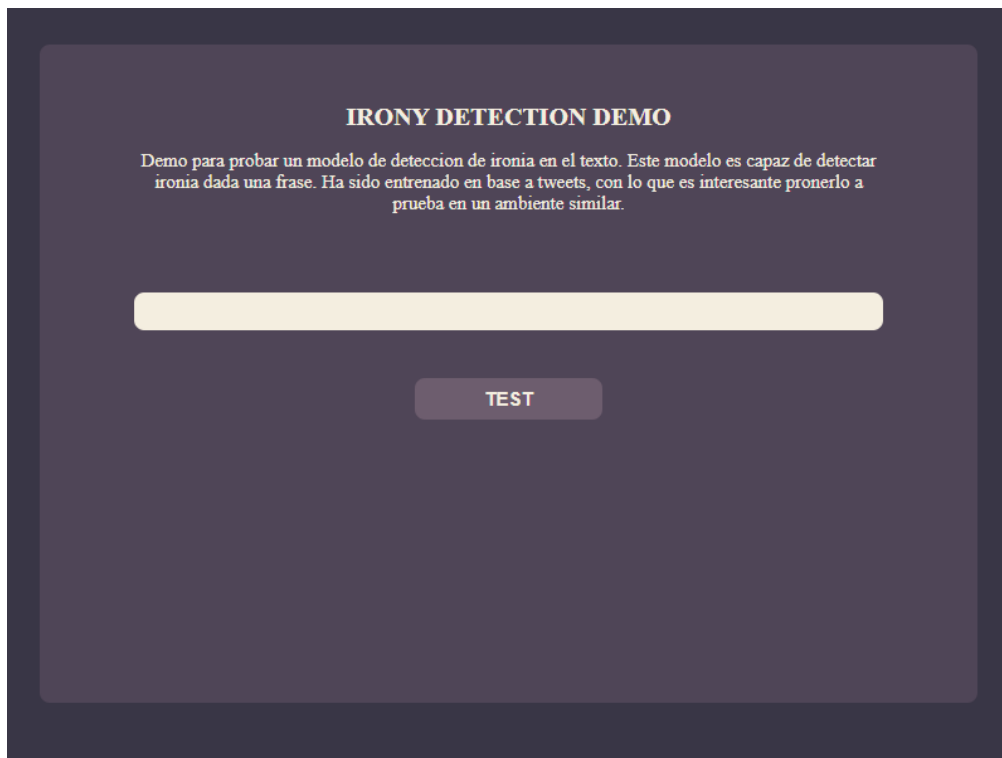 IRONY DETECTION DEMO
Demo para probar un modelo de deteccion de ironia en el texto. Este modelo es capaz de detectar
ironia dada una frase. Ha sido entrenado en base a tweets, con lo que es interesante pronerlo a
prueba en un ambiente similar.
TEST